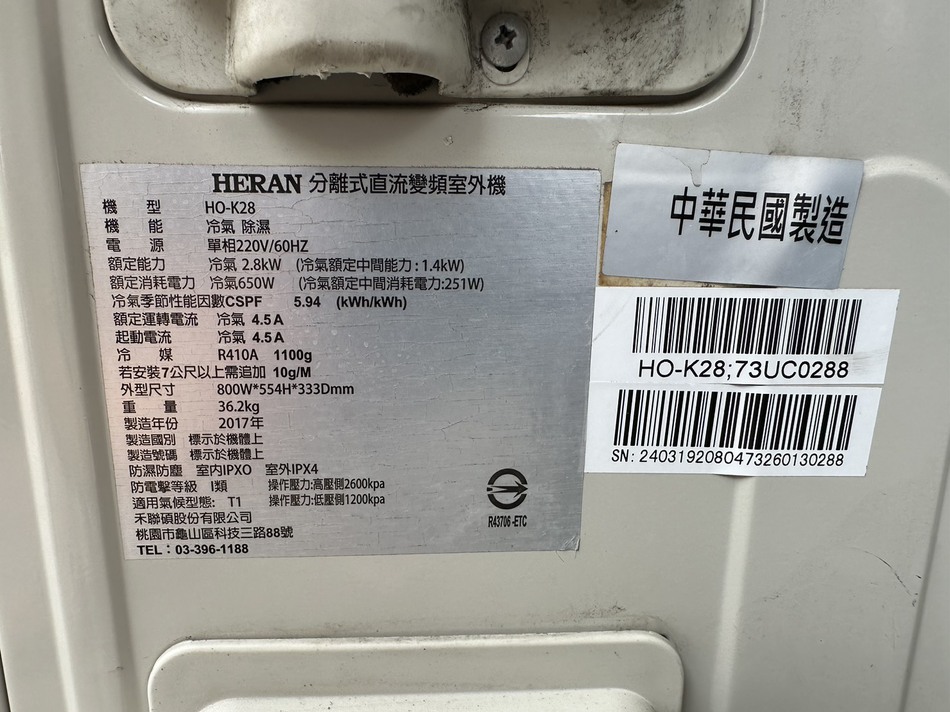 HERAN 分離式直流變頻室外機
機 型 HO-K28
機 能 冷氣 除濕
電 源 單相220V/60HZ
額定能力 冷氣 2.8kW (冷氣額定中間能力:1.4kW)
額定消耗電力 冷氣650W (冷氣額定中間消耗電力:251W)
冷氣季節性能因數CSPF 5.94 (kWh/kWh)
額定運轉電流 冷氣 4.5A
起動電流 冷氣 4.5A
冷 媒 R410A 1100g
若安裝7公尺以上需追加 10g/M
外型尺寸 800W*554H*333Dmm
重 量 36.2kg
製造年份 2017年
製造國別 標示於機體上
製造號碼 標示於機體上
防濕防塵 室內IPX0 室外IPX4
防電擊等級 I類 操作壓力:高壓側2600kpa
適用氣候型態: T1 操作壓力:低壓側1200kpa
禾聯碩股份有限公司
桃園市龜山區科技三路88號
TEL:03-396-1188
R43706-ETC
中華民國製造
HO-K28;73UC0288
SN: 2403192080473260130288